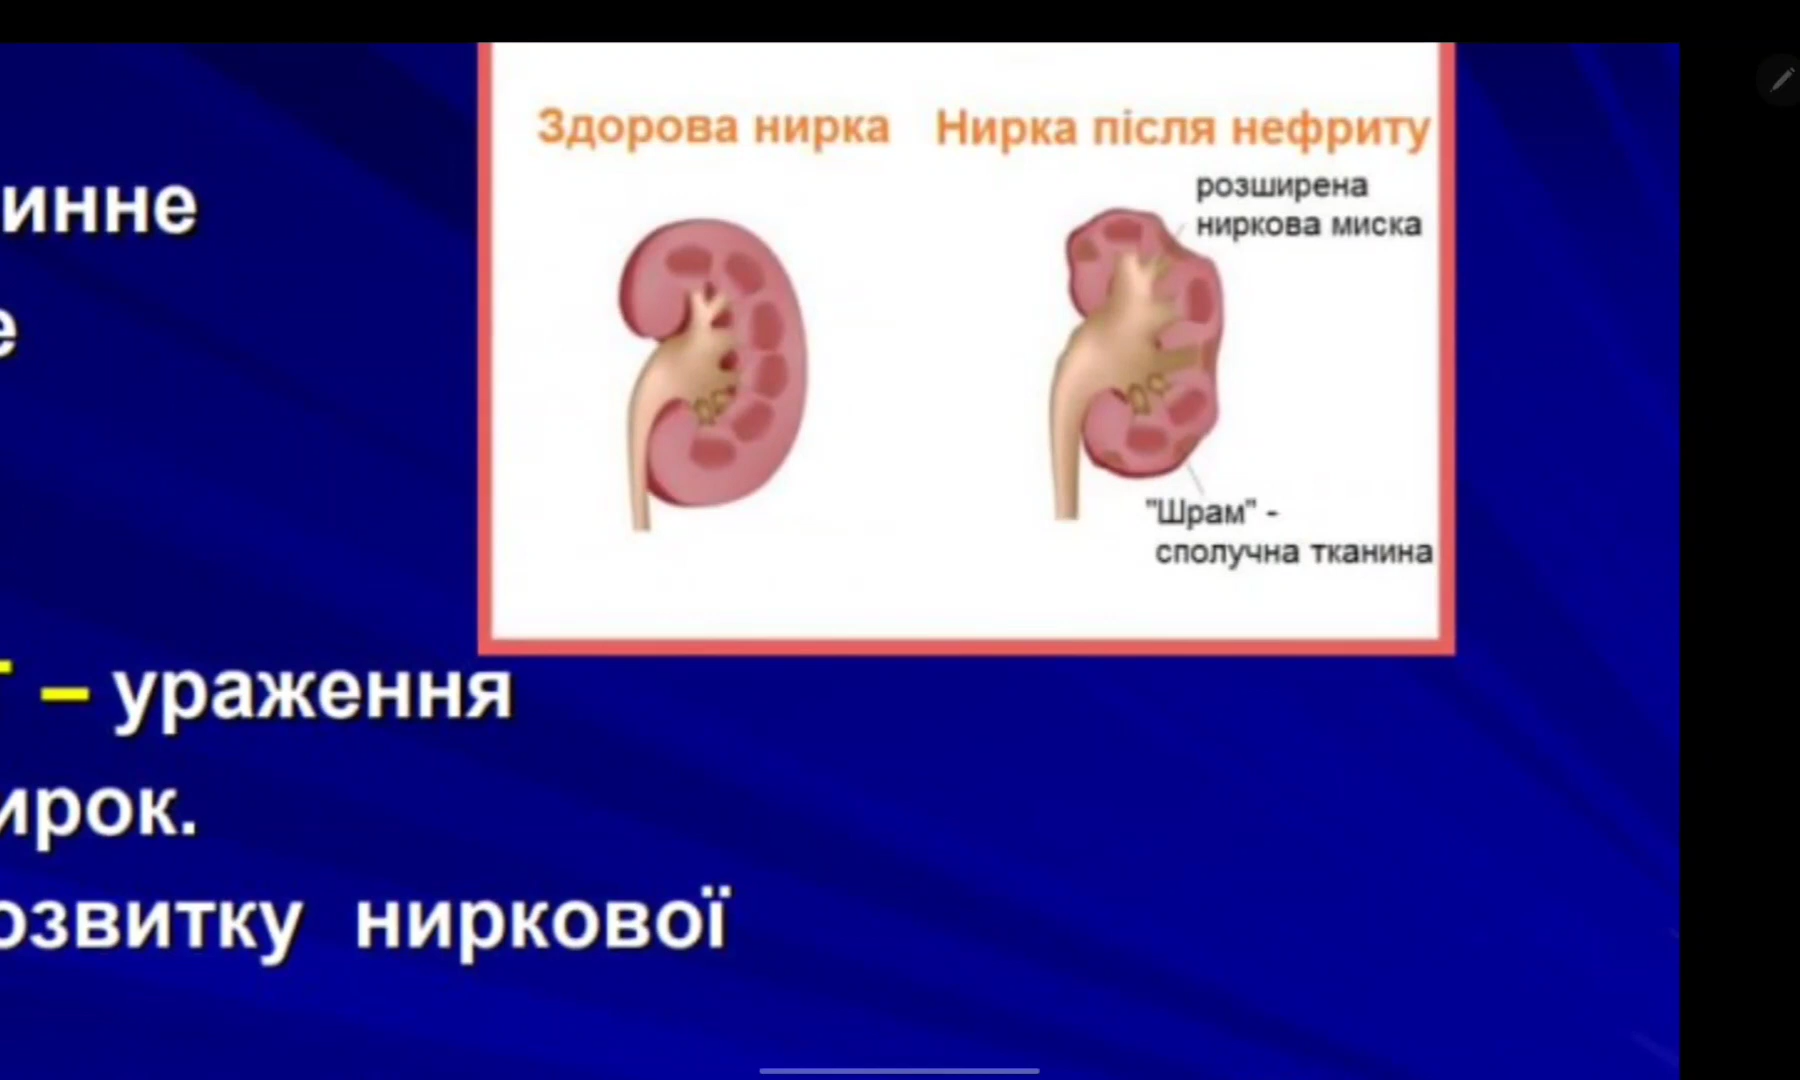 Здорова нирка
Нирка після нефриту
розширена
ниркова миска
"Шрам" -
сполучна тканина
инне
е
– ураження
ирок.
озвитку ниркової